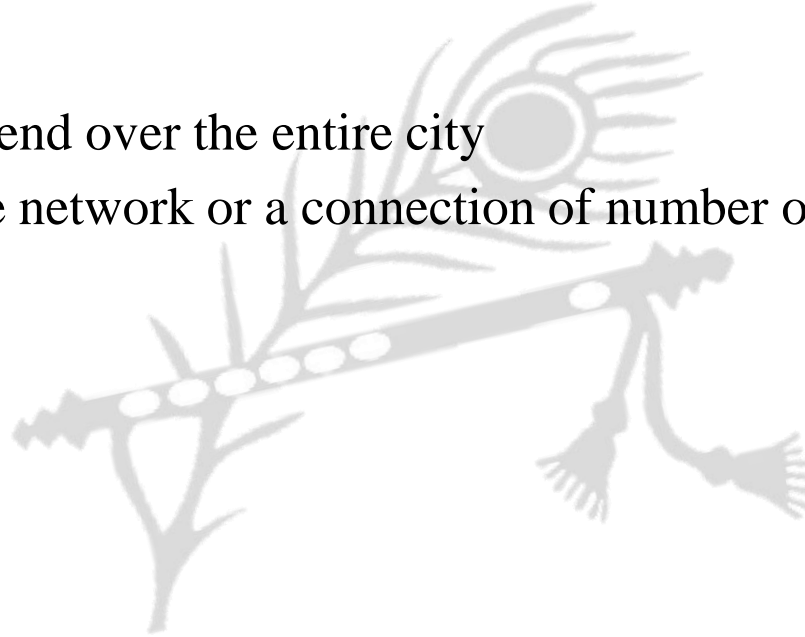 end over the entire city
network or a connection of number o